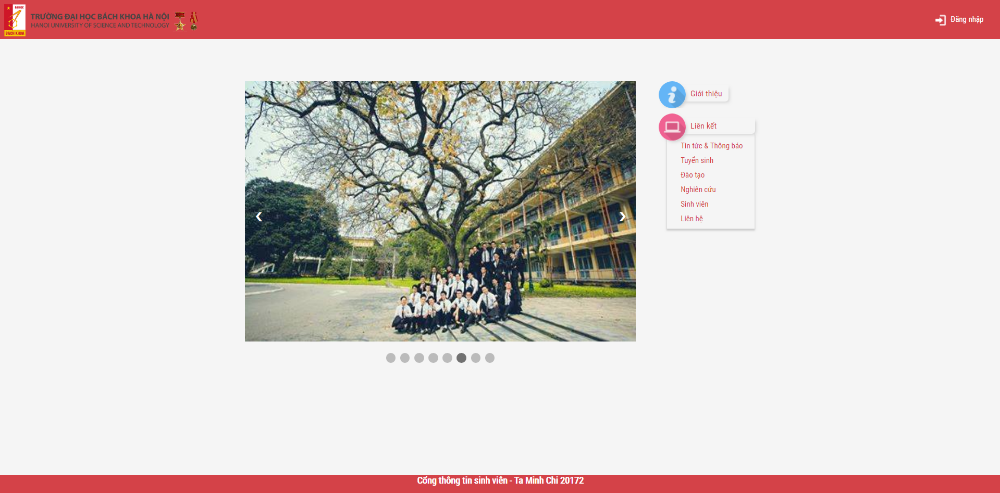 ĐẠI HỌC
BÁCH KHOA
TRƯỜNG ĐẠI HỌC BÁCH KHOA HÀ NỘI
HANOI UNIVERSITY OF SCIENCE AND TECHNOLOGY
Đăng nhập
Giới thiệu
Liên kết
Tin tức & Thông báo
Tuyển sinh
Đào tạo
Nghiên cứu
Sinh viên
Liên hệ
Cổng thông tin sinh viên - Ta Minh Chi 20172